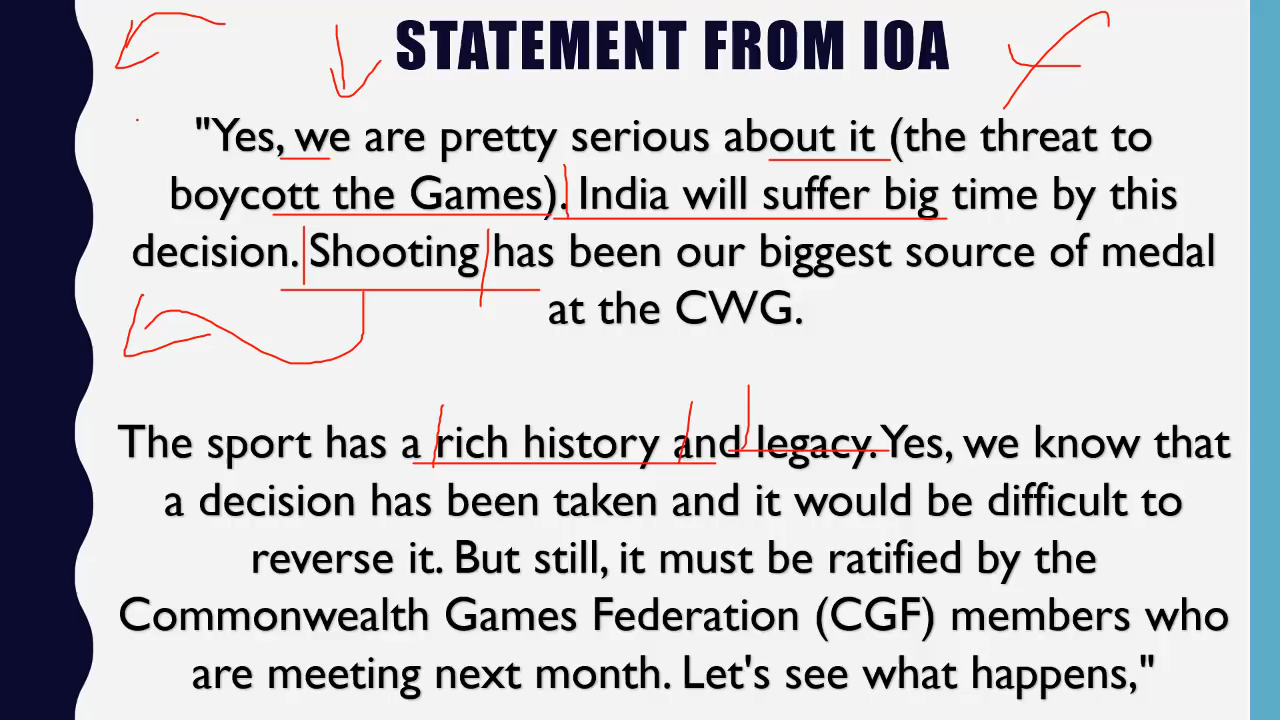 STATEMENT FROM IOA
"Yes, we are pretty serious about it (the threat to
boycott the Games). India will suffer big time by this
decision. Shooting has been our biggest source of medal
at the CWG.
The sport has a rich history and legacy. Yes, we know that
a decision has been taken and it would be difficult to
reverse it. But still, it must be ratified by the
Commonwealth Games Federation (CGF) members who
are meeting next month. Let's see what happens,"